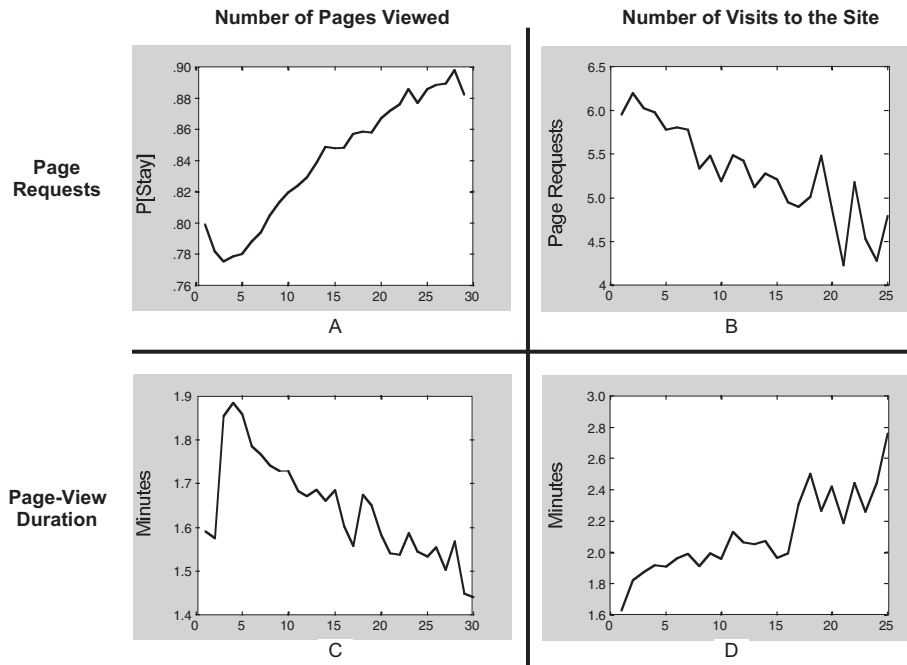 Number of Pages Viewed
Number of Visits to the Site
Page
Requests
P[Stay]
.90
.88
.86
.84
.82
.80
.78
.76
0 5 10 15 20 25 30
A
Page Requests
6.5
6.0
5.5
5.0
4.5
4
0 5 10 15 20 25
B
Page-View
Duration
Minutes
1.9
1.8
1.7
1.6
1.5
1.4
0 5 10 15 20 25 30
C
Minutes
3.0
2.8
2.6
2.4
2.2
2.0
1.8
1.6
0 5 10 15 20 25
D